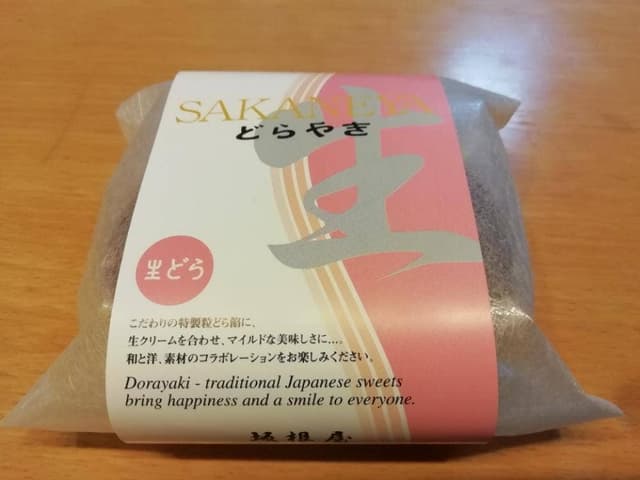 SAKANEYA
どらやき
生
生どら
こだわりの特製粒どら餡に、
生クリームを合わせ、マイルドな美味しさに…。
和と洋、素材のコラボレーションをお楽しみください。
Dorayaki - traditional Japanese sweets
bring happiness and a smile to everyone.
坂根屋